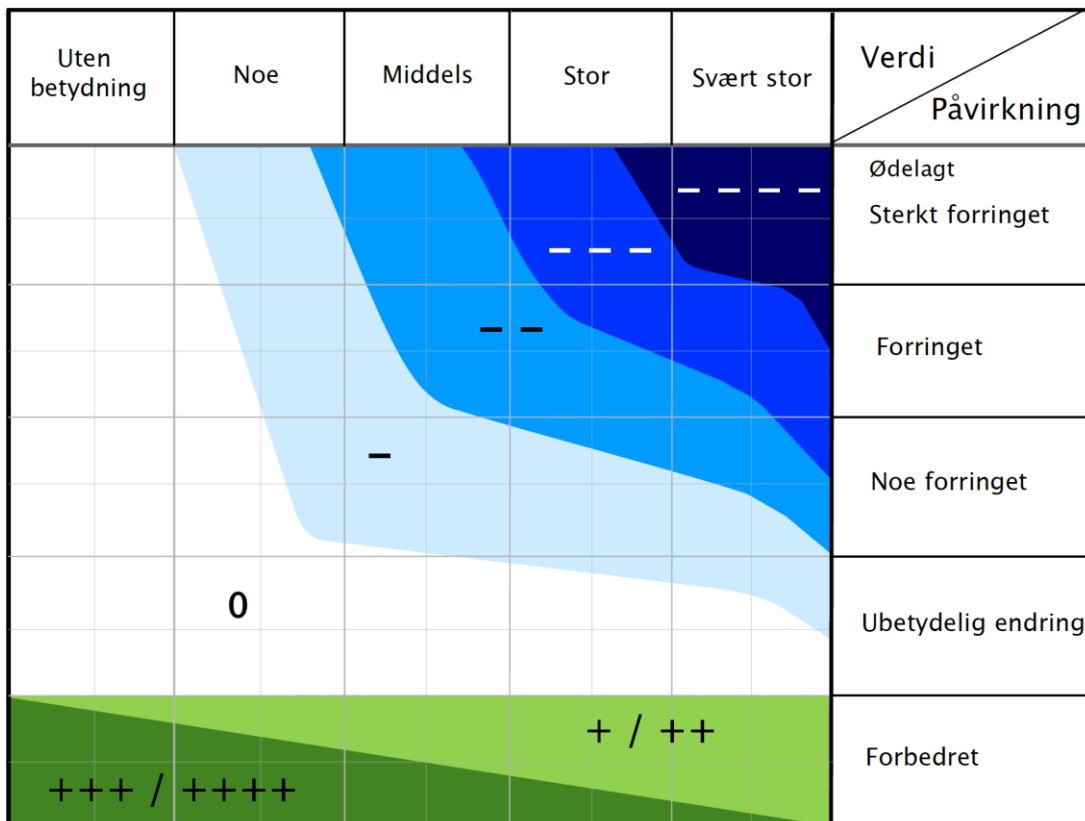 Uten
betydning
Noe
Middels
Stor
Svært stor
Verdi
Påvirkning
Ødelagt
Sterkt forringet
– – – –
– – –
– –
Forringet
–
Noe forringet
0
Ubetydelig endring
+ / ++
Forbedret
+++ / ++++